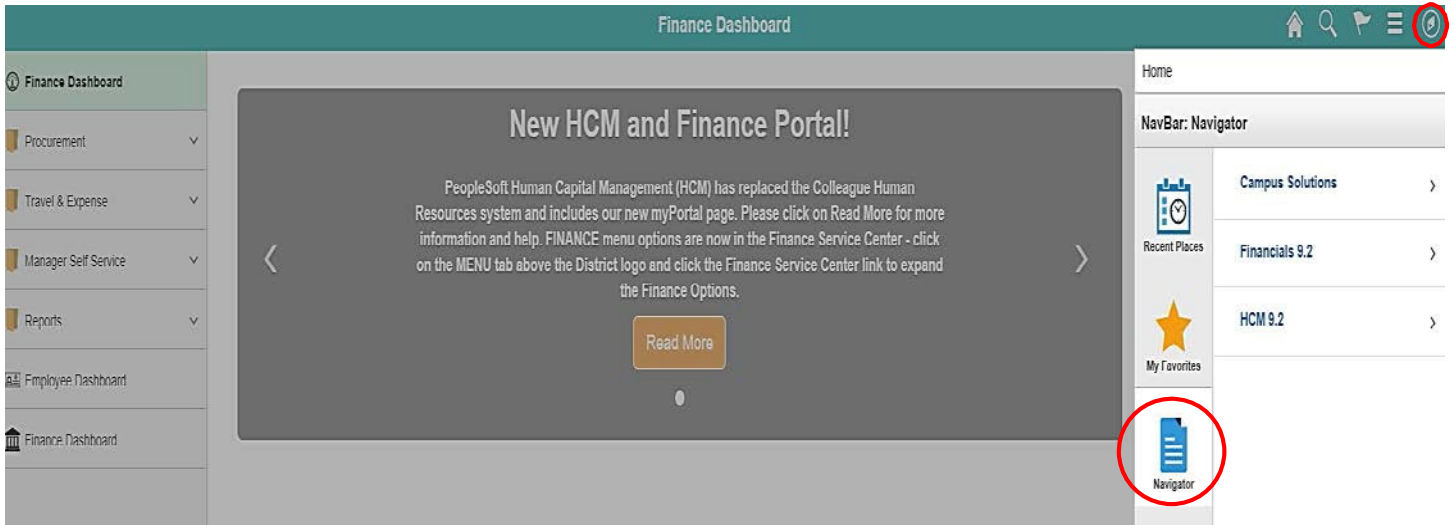 Finance Dashboard
Finance Dashboard
Procurement
Travel & Expense
Manager Self Service
Reports
Employee Dashboard
Finance Dashboard
New HCM and Finance Portal!
PeopleSoft Human Capital Management (HCM) has replaced the Colleague Human
Resources system and includes our new myPortal page. Please click on Read More for more
information and help. FINANCE menu options are now in the Finance Service Center - click
on the MENU tab above the District logo and click the Finance Service Center link to expand
the Finance Options.
Read More
Home
NavBar: Navigator
Recent Places
My Favorites
Navigator
Campus Solutions
Financials 9.2
HCM 9.2